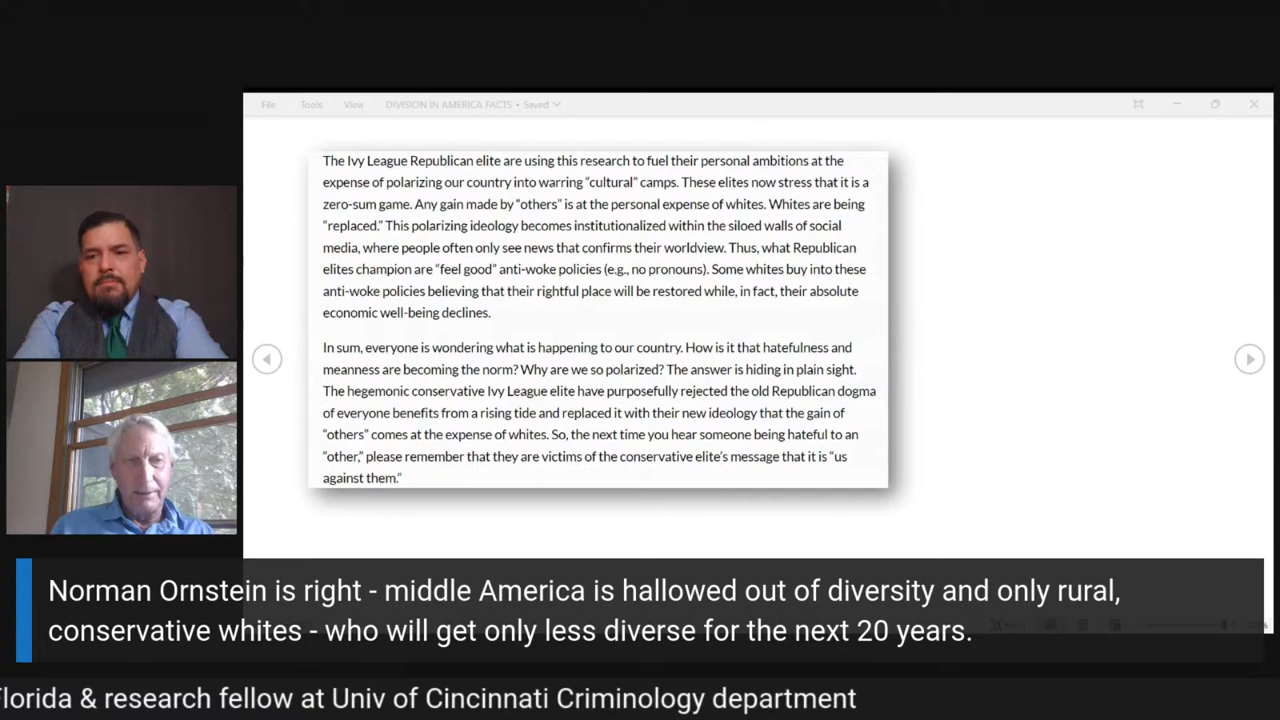 File Tools View DIVISION IN AMERICA FACTS • Saved
The Ivy League Republican elite are using this research to fuel their personal ambitions at the
expense of polarizing our country into warring “cultural” camps. These elites now stress that it is a
zero-sum game. Any gain made by “others” is at the personal expense of whites. Whites are being
“replaced.” This polarizing ideology becomes institutionalized within the siloed walls of social
media, where people often only see news that confirms their worldview. Thus, what Republican
elites champion are “feel good” anti-woke policies (e.g., no pronouns). Some whites buy into these
anti-woke policies believing that their rightful place will be restored while, in fact, their absolute
economic well-being declines.
In sum, everyone is wondering what is happening to our country. How is it that hatefulness and
meanness are becoming the norm? Why are we so polarized? The answer is hiding in plain sight.
The hegemonic conservative Ivy League elite have purposefully rejected the old Republican dogma
of everyone benefits from a rising tide and replaced it with their new ideology that the gain of
“others” comes at the expense of whites. So, the next time you hear someone being hateful to an
“other,” please remember that they are victims of the conservative elite’s message that it is “us
against them.”
Norman Ornstein is right - middle America is hallowed out of diversity and only rural,
conservative whites - who will get only less diverse for the next 20 years.
Florida & research fellow at Univ of Cincinnati Criminology department